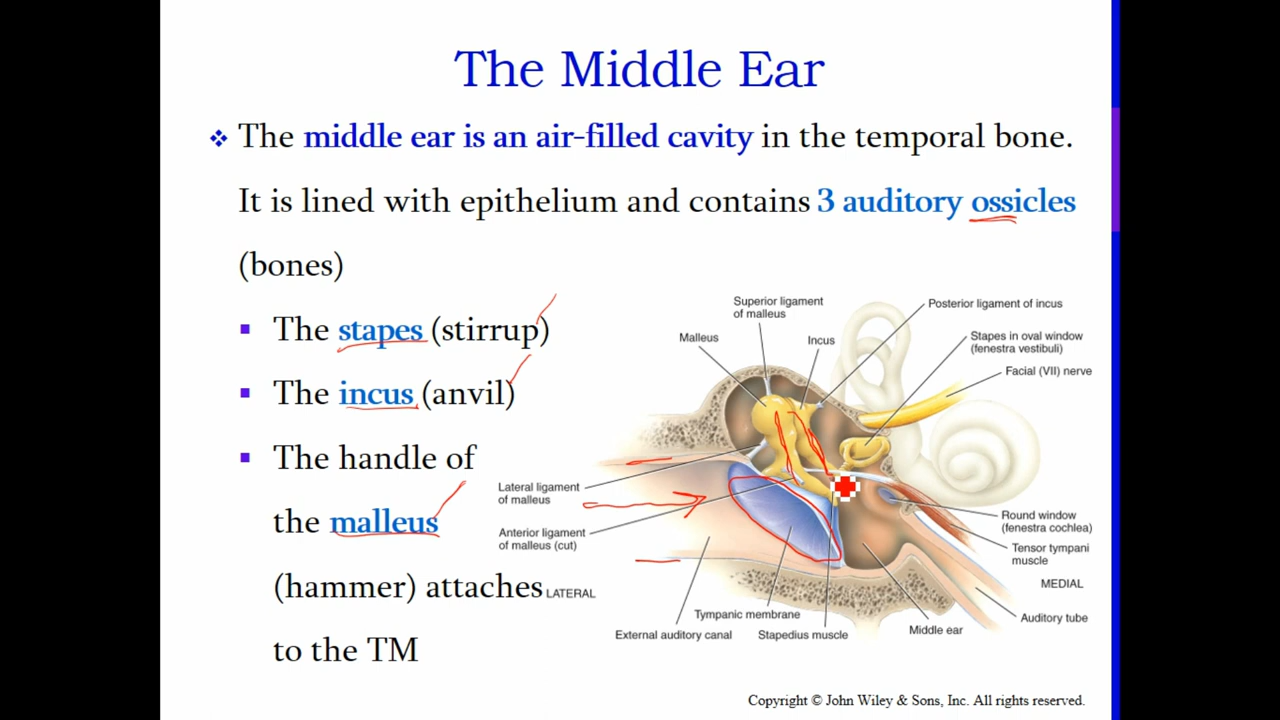 The Middle Ear
❖ The middle ear is an air-filled cavity in the temporal bone.
It is lined with epithelium and contains 3 auditory ossicles
(bones)
▪ The stapes (stirrup)
▪ The incus (anvil)
▪ The handle of
the malleus
(hammer) attaches
to the TM
Superior ligament
of malleus
Malleus
Incus
Posterior ligament of incus
Stapes in oval window
(fenestra vestibuli)
Facial (VII) nerve
Lateral ligament
of malleus
Anterior ligament
of malleus (cut)
LATERAL
Round window
(fenestra cochlea)
Tensor tympani
muscle
MEDIAL
Auditory tube
Tympanic membrane
External auditory canal
Stapedius muscle
Middle ear
Copyright © John Wiley & Sons, Inc. All rights reserved.